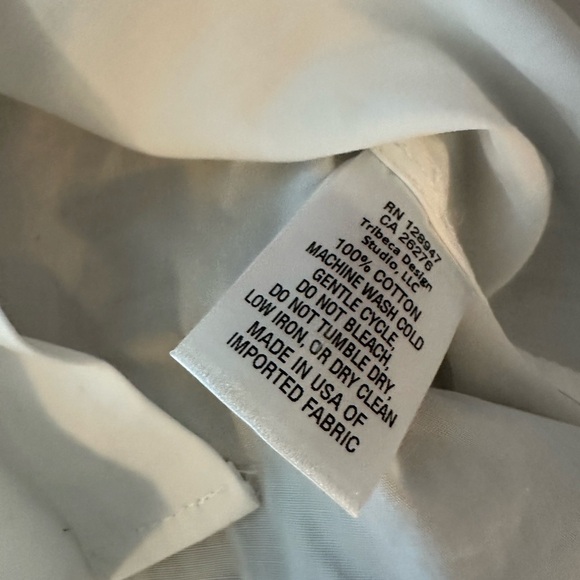 RN 128947
CA 26276
Tribeca Design
Studio, LLC
100% COTTON
MACHINE WASH COLD
GENTLE CYCLE,
DO NOT BLEACH,
DO NOT TUMBLE DRY,
LOW IRON, OR DRY CLEAN
MADE IN USA OF
IMPORTED FABRIC